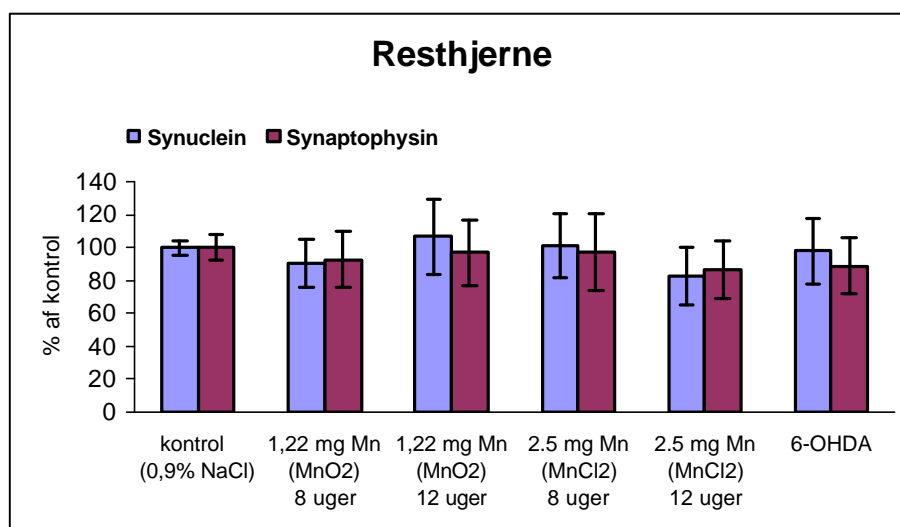 Resthjerne
Synuclein Synaptophysin
% af kontrol
140
120
100
80
60
40
20
0
kontrol
(0,9% NaCl)
1,22 mg Mn
(MnO2)
8 uger
1,22 mg Mn
(MnO2)
12 uger
2.5 mg Mn
(MnCl2)
8 uger
2.5 mg Mn
(MnCl2)
12 uger
6-OHDA